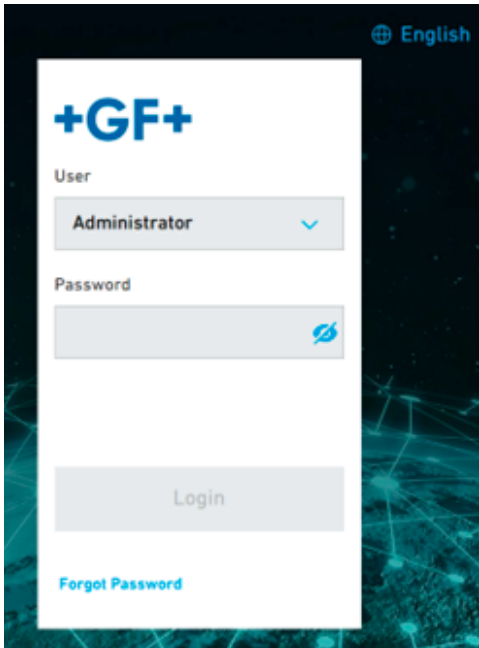 English
+GF+
User
Administrator
Password
Login
Forgot Password